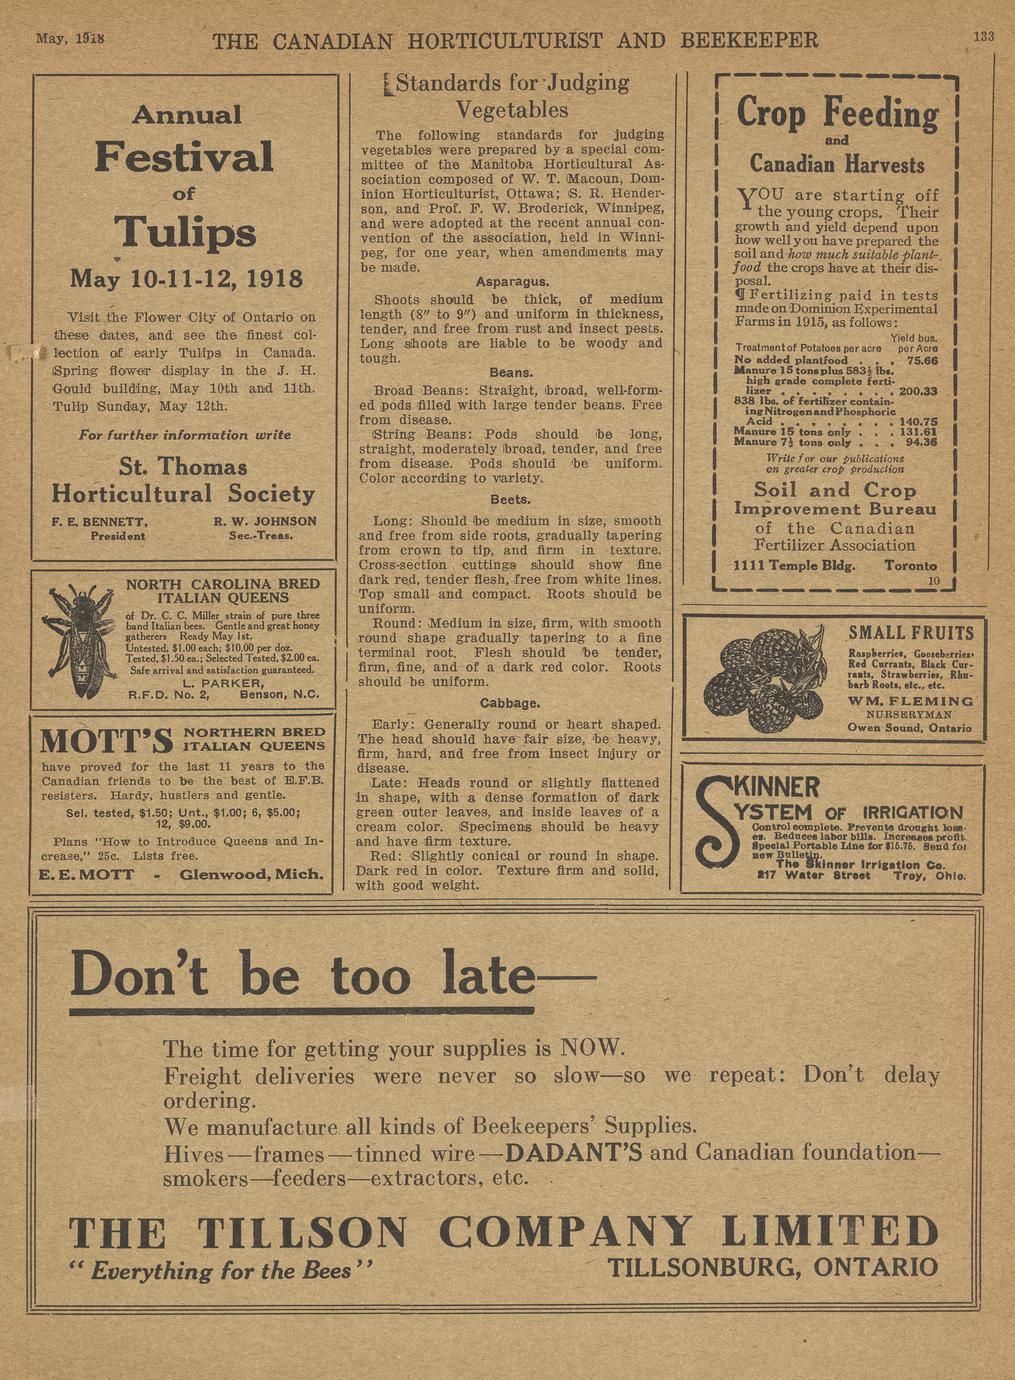 May, 1918
THE CANADIAN HORTICULTURIST AND BEEKEEPER
133
Annual
Festival
of
Tulips
May 10-11-12, 1918
Visit the Flower City of Ontario on
these dates, and see the finest col-
lection of early Tulips in Canada.
Spring flower display in the J. H.
Gould building, May 10th and 11th.
Tulip Sunday, May 12th.
For further information write
St. Thomas
Horticultural Society
F. E. BENNETT, R. W. JOHNSON
President Sec.-Treas.
NORTH CAROLINA BRED
ITALIAN QUEENS
of Dr. C. C. Miller strain of pure three
band Italian bees. Gentle and great honey
gatherers Ready May 1st.
Untested, $1.00 each; $10.00 per doz.
Tested, $1.50 ea.; Selected Tested, $2.00 ea.
Safe arrival and satisfaction guaranteed.
L. PARKER,
R.F.D. No. 2, Benson, N.C.
MOTT'S NORTHERN BRED
ITALIAN QUEENS
have proved for the last 11 years to the
Canadian friends to be the best of E.F.B.
resisters. Hardy, hustlers and gentle.
Sel. tested, $1.50; Unt., $1.00; 6, $5.00;
12, $9.00.
Plans "How to Introduce Queens and In-
crease," 25c. Lists free.
E. E. MOTT - Glenwood, Mich.
Standards for Judging
Vegetables
The following standards for judging
vegetables were prepared by a special com-
mittee of the Manitoba Horticultural As-
sociation composed of W. T. Macoun, Dom-
inion Horticulturist, Ottawa; S. R. Hender-
son, and Prof. F. W. Broderick, Winnipeg,
and were adopted at the recent annual con-
vention of the association, held in Winni-
peg, for one year, when amendments may
be made.
Asparagus.
Shoots should be thick, of medium
length (8" to 9") and uniform in thickness,
tender, and free from rust and insect pests.
Long shoots are liable to be woody and
tough.
Beans.
Broad Beans: Straight, broad, well-form-
ed pods filled with large tender beans. Free
from disease.
String Beans: Pods should be long,
straight, moderately broad, tender, and free
from disease. Pods should be uniform.
Color according to variety.
Beets.
Long: Should be medium in size, smooth
and free from side roots, gradually tapering
from crown to tip, and firm in texture.
Cross-section cuttings should show fine
dark red, tender flesh, free from white lines.
Top small and compact. Roots should be
uniform.
Round: Medium in size, firm, with smooth
round shape gradually tapering to a fine
terminal root. Flesh should be tender,
firm, fine, and of a dark red color. Roots
should be uniform.
Cabbage.
Early: Generally round or heart shaped.
The head should have fair size, be heavy,
firm, hard, and free from insect injury or
disease.
Late: Heads round or slightly flattened
in shape, with a dense formation of dark
green outer leaves, and inside leaves of a
cream color. Specimens should be heavy
and have firm texture.
Red: Slightly conical or round in shape.
Dark red in color. Texture firm and solid,
with good weight.
Crop Feeding
and
Canadian Harvests
YOU are starting off
the young crops. Their
growth and yield depend upon
how well you have prepared the
soil and how much suitable plant-
food the crops have at their dis-
posal.
¶ Fertilizing paid in tests
made on Dominion Experimental
Farms in 1915, as follows:
Yield bus.
Treatment of Potatoes per acre per Acre
No added plantfood . . . 75.66
Manure 15 tons plus 583⅓ lbs.
high grade complete ferti-
lizer . . . . . . . . 200.33
838 lbs. of fertilizer contain-
ing Nitrogen and Phosphoric
Acid . . . . . . . . 140.75
Manure 15 tons only . . . 131.61
Manure 7½ tons only . . . 94.36
Write for our publications
on greater crop production
Soil and Crop
Improvement Bureau
of the Canadian
Fertilizer Association
1111 Temple Bldg. Toronto
10
SMALL FRUITS
Raspberries, Gooseberries,
Red Currants, Black Cur-
rants, Strawberries, Rhu-
barb Roots, etc., etc.
WM. FLEMING
NURSERYMAN
Owen Sound, Ontario
SKINNER
SYSTEM OF IRRIGATION
Control complete. Prevents drought loss-
es. Reduces labor bills. Increases profit.
Special Portable Line for $15.75. Send for
new Bulletin.
The Skinner Irrigation Co.
217 Water Street Troy, Ohio.
Don't be too late—
The time for getting your supplies is NOW.
Freight deliveries were never so slow—so we repeat: Don't delay
ordering.
We manufacture all kinds of Beekeepers' Supplies.
Hives—frames—tinned wire—DADANT'S and Canadian foundation—
smokers—feeders—extractors, etc.
THE TILLSON COMPANY LIMITED
"Everything for the Bees" TILLSONBURG, ONTARIO